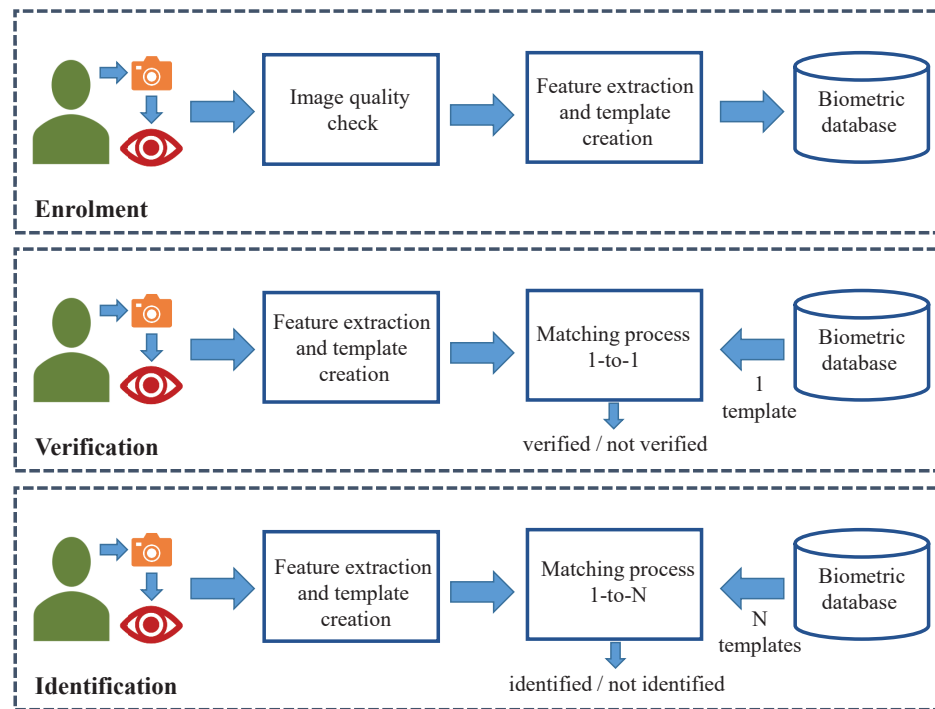 Image quality
check
Feature extraction
and template
creation
Biometric
database
Enrolment
Feature extraction
and template
creation
Matching process
1-to-1
Biometric
database
1
template
verified / not verified
Verification
Feature extraction
and template
creation
Matching process
1-to-N
Biometric
database
N
templates
identified / not identified
Identification